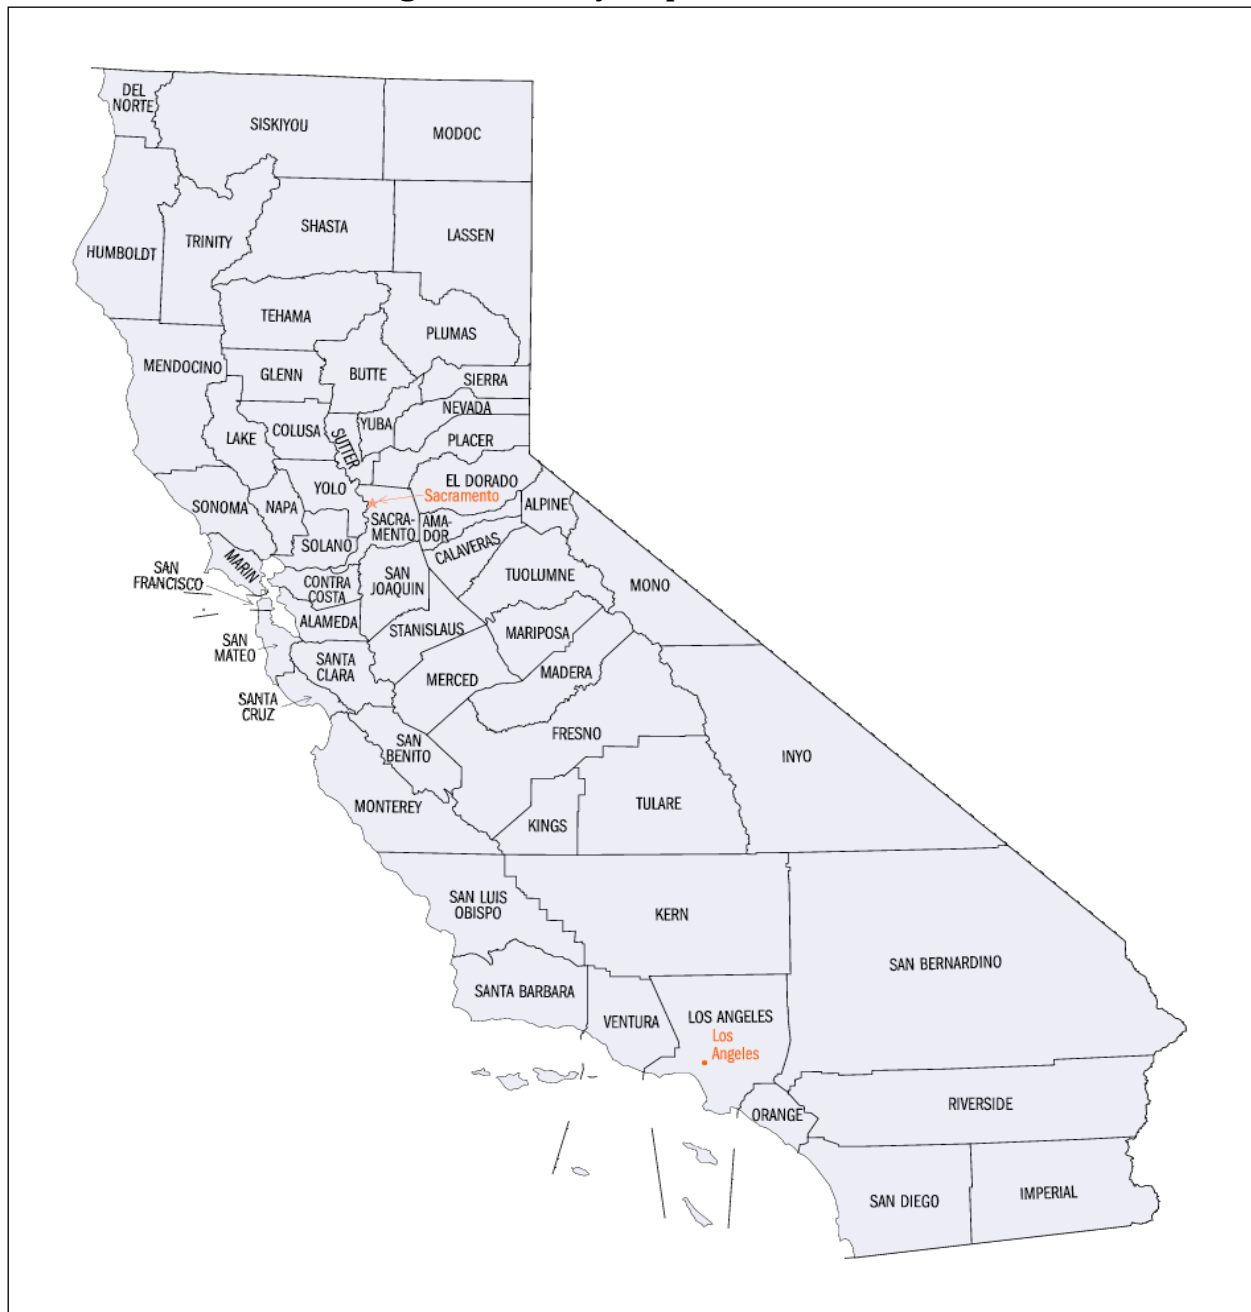 DEL
NORTE
SISKIYOU
MODOC
HUMBOLDT
TRINITY
SHASTA
LASSEN
TEHAMA
PLUMAS
MENDOCINO
GLENN
BUTTE
SIERRA
NEVADA
YUBA
SUTTER
COLUSA
LAKE
PLACER
EL DORADO
Sacramento
YOLO
NAPA
SONOMA
ALPINE
SACRA-
MENTO
AMA-
DOR
SOLANO
CALAVERAS
MARIN
SAN
FRANCISCO
CONTRA
COSTA
SAN
JOAQUIN
TUOLUMNE
MONO
ALAMEDA
STANISLAUS
MARIPOSA
SAN
MATEO
SANTA
CLARA
MERCED
MADERA
SANTA
CRUZ
SAN
BENITO
FRESNO
INYO
MONTEREY
KINGS
TULARE
SAN LUIS
OBISPO
KERN
SAN BERNARDINO
SANTA BARBARA
VENTURA
LOS ANGELES
Los
Angeles
ORANGE
RIVERSIDE
SAN DIEGO
IMPERIAL